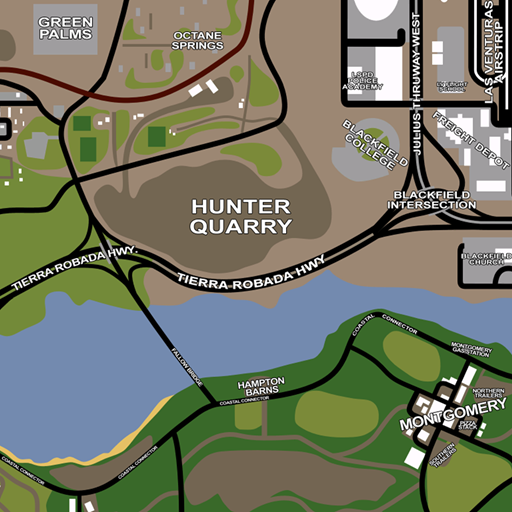 GREEN
PALMS
OCTANE
SPRINGS
LAS VENTURAS
AIRSTRIP
JULIUS THRUWAY WEST
LSPD
POLICE
ACADEMY
FREIGHT DEPOT
BLACKFIELD
COLLEGE
BLACKFIELD
INTERSECTION
HUNTER
QUARRY
TIERRA ROBADA HWY.
TIERRA ROBADA HWY
BLACKFIELD
CHURCH
FALLOW BRIDGE
COASTAL CONNECTOR
MONTGOMERY
GASSTATION
HAMPTON
BARNS
COASTAL CONNECTOR
NORTHERN
TRAILERS
MONTGOMERY
PIZZA
STACK
SOUTHERN
TRAILERS
COASTAL CONNECTOR
COASTAL CONNECTOR